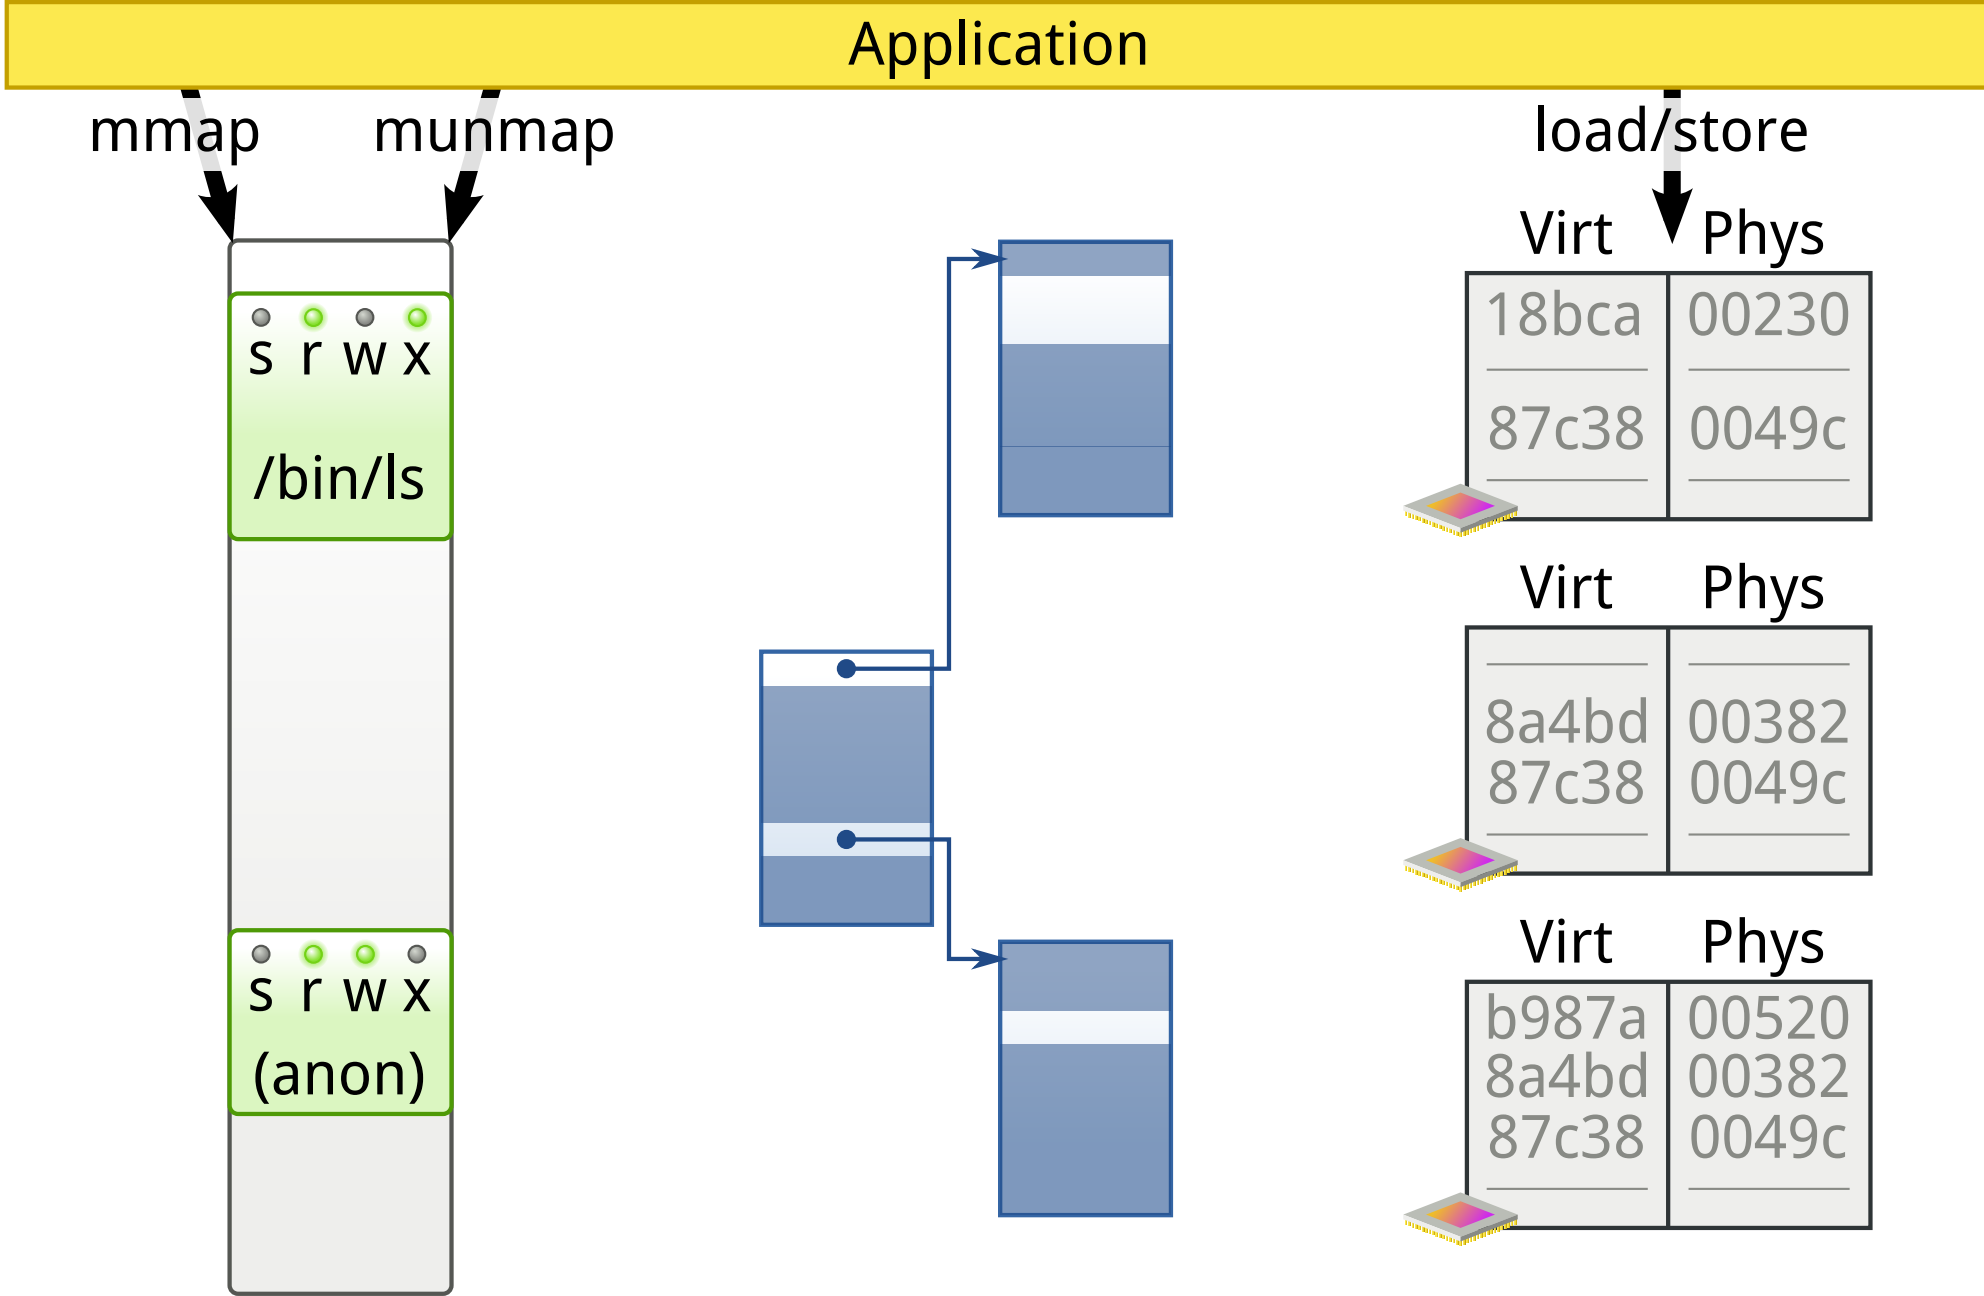 Application
mmap munmap
load/store
s r w x
/bin/ls
s r w x
(anon)
Virt Phys
18bca 00230
87c38 0049c
Virt Phys
8a4bd 00382
87c38 0049c
Virt Phys
b987a 00520
8a4bd 00382
87c38 0049c